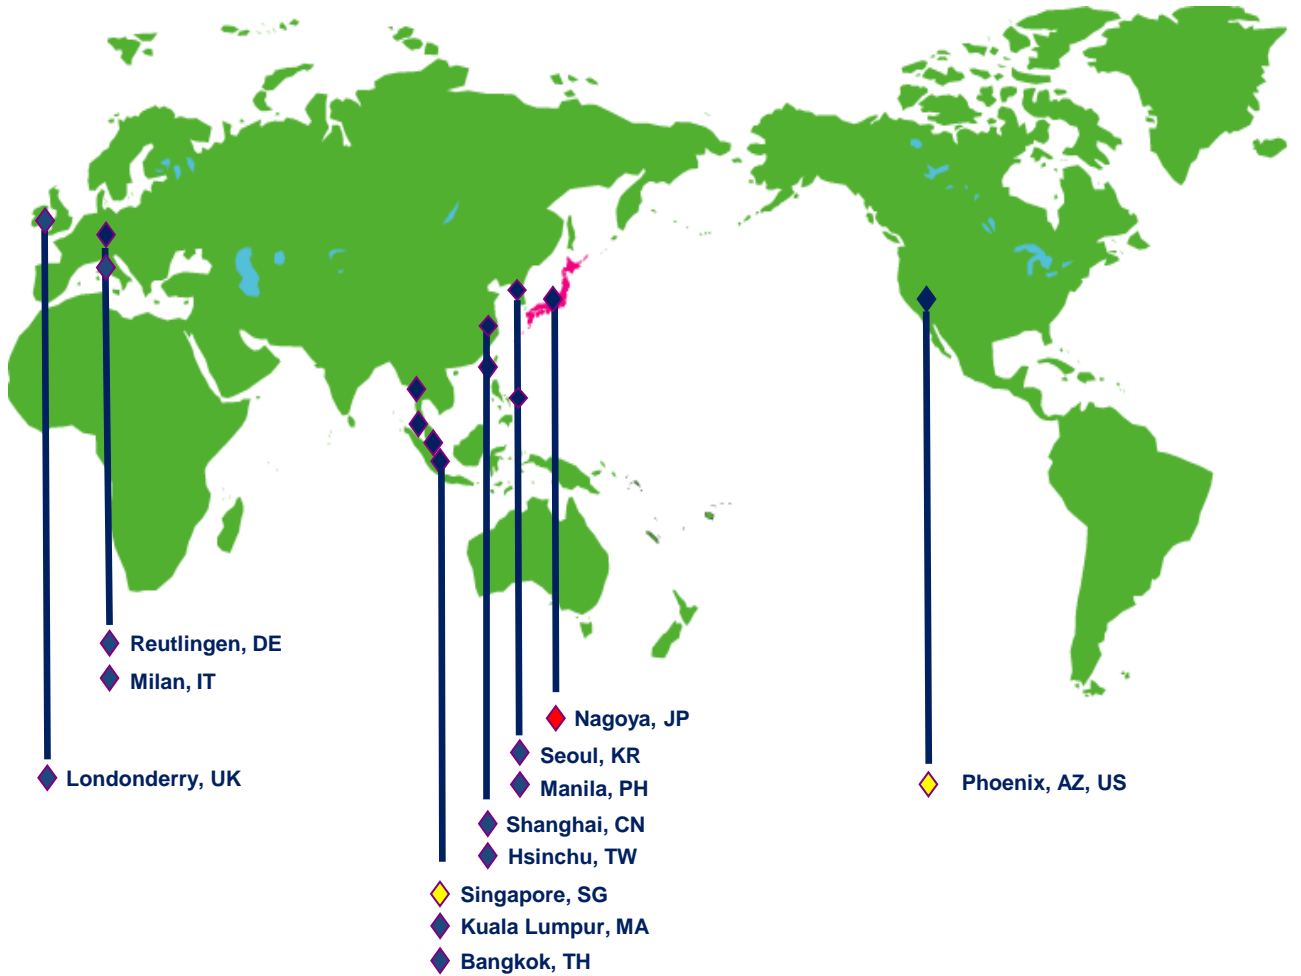 Reutlingen, DE
Milan, IT
Nagoya, JP
Seoul, KR
Londonderry, UK
Phoenix, AZ, US
Manila, PH
Shanghai, CN
Hsinchu, TW
Singapore, SG
Kuala Lumpur, MA
Bangkok, TH